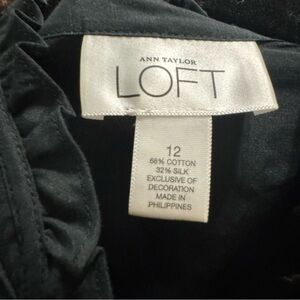 ANN TAYLOR
LOFT
12
68% COTTON
32% SILK
EXCLUSIVE OF
DECORATION
MADE IN
PHILIPPINES